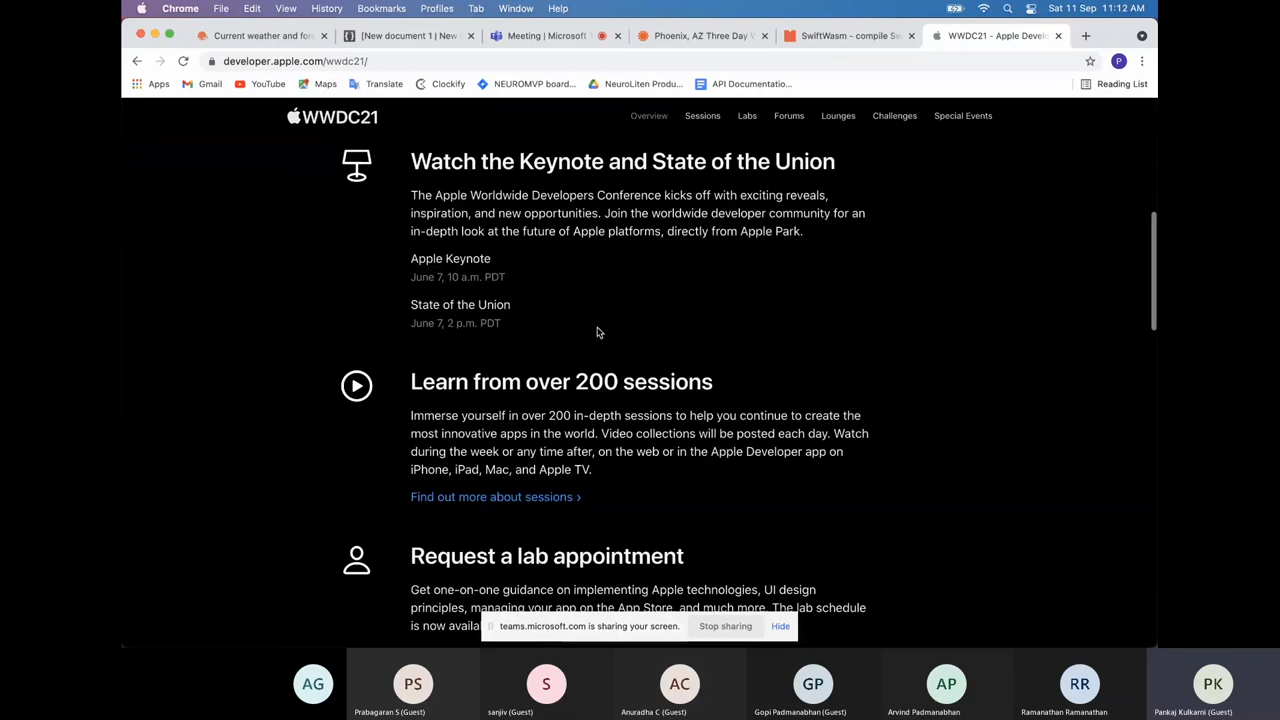 Chrome File Edit View History Bookmarks Profiles Tab Window Help Sat 11 Sep 11:12 AM
Current weather and for [New document 1 | New Meeting | Microsoft Phoenix, AZ Three Day W SwiftWasm - compile Sw WWDC21 - Apple Develo
developer.apple.com/wwdc21/ P
Apps Gmail YouTube Translate Maps Clockify NEUROMVP board... NeuroLiten Produ... API Documentatio... Reading List
WWDC21 Overview Sessions Labs Forums Lounges Challenges Special Events
Watch the Keynote and State of the Union
The Apple Worldwide Developers Conference kicks off with exciting reveals,
inspiration, and new opportunities. Join the worldwide developer community for an
in-depth look at the future of Apple platforms, directly from Apple Park.
Apple Keynote
June 7, 10 a.m. PDT
State of the Union
June 7, 2 p.m. PDT
Learn from over 200 sessions
Immerse yourself in over 200 in-depth sessions to help you continue to create the
most innovative apps in the world. Video collections will be posted each day. Watch
during the week or any time after, on the web or in the Apple Developer app on
iPhone, iPad, Mac, and Apple TV.
Find out more about sessions >
Request a lab appointment
Get one-on-one guidance on implementing Apple technologies, UI design
principles, managing your app on the App Store, and much more. The lab schedule
is now availa
teams.microsoft.com is sharing your screen. Stop sharing Hide
AG PS S AC GP AP RR PK
Prabagaran S (Guest) sanjiv (Guest) Anuradha C (Guest) Gopi Padmanabhan (Guest) Arvind Padmanabhan Ramanathan Ramanathan Pankaj Kulkarni (Guest)